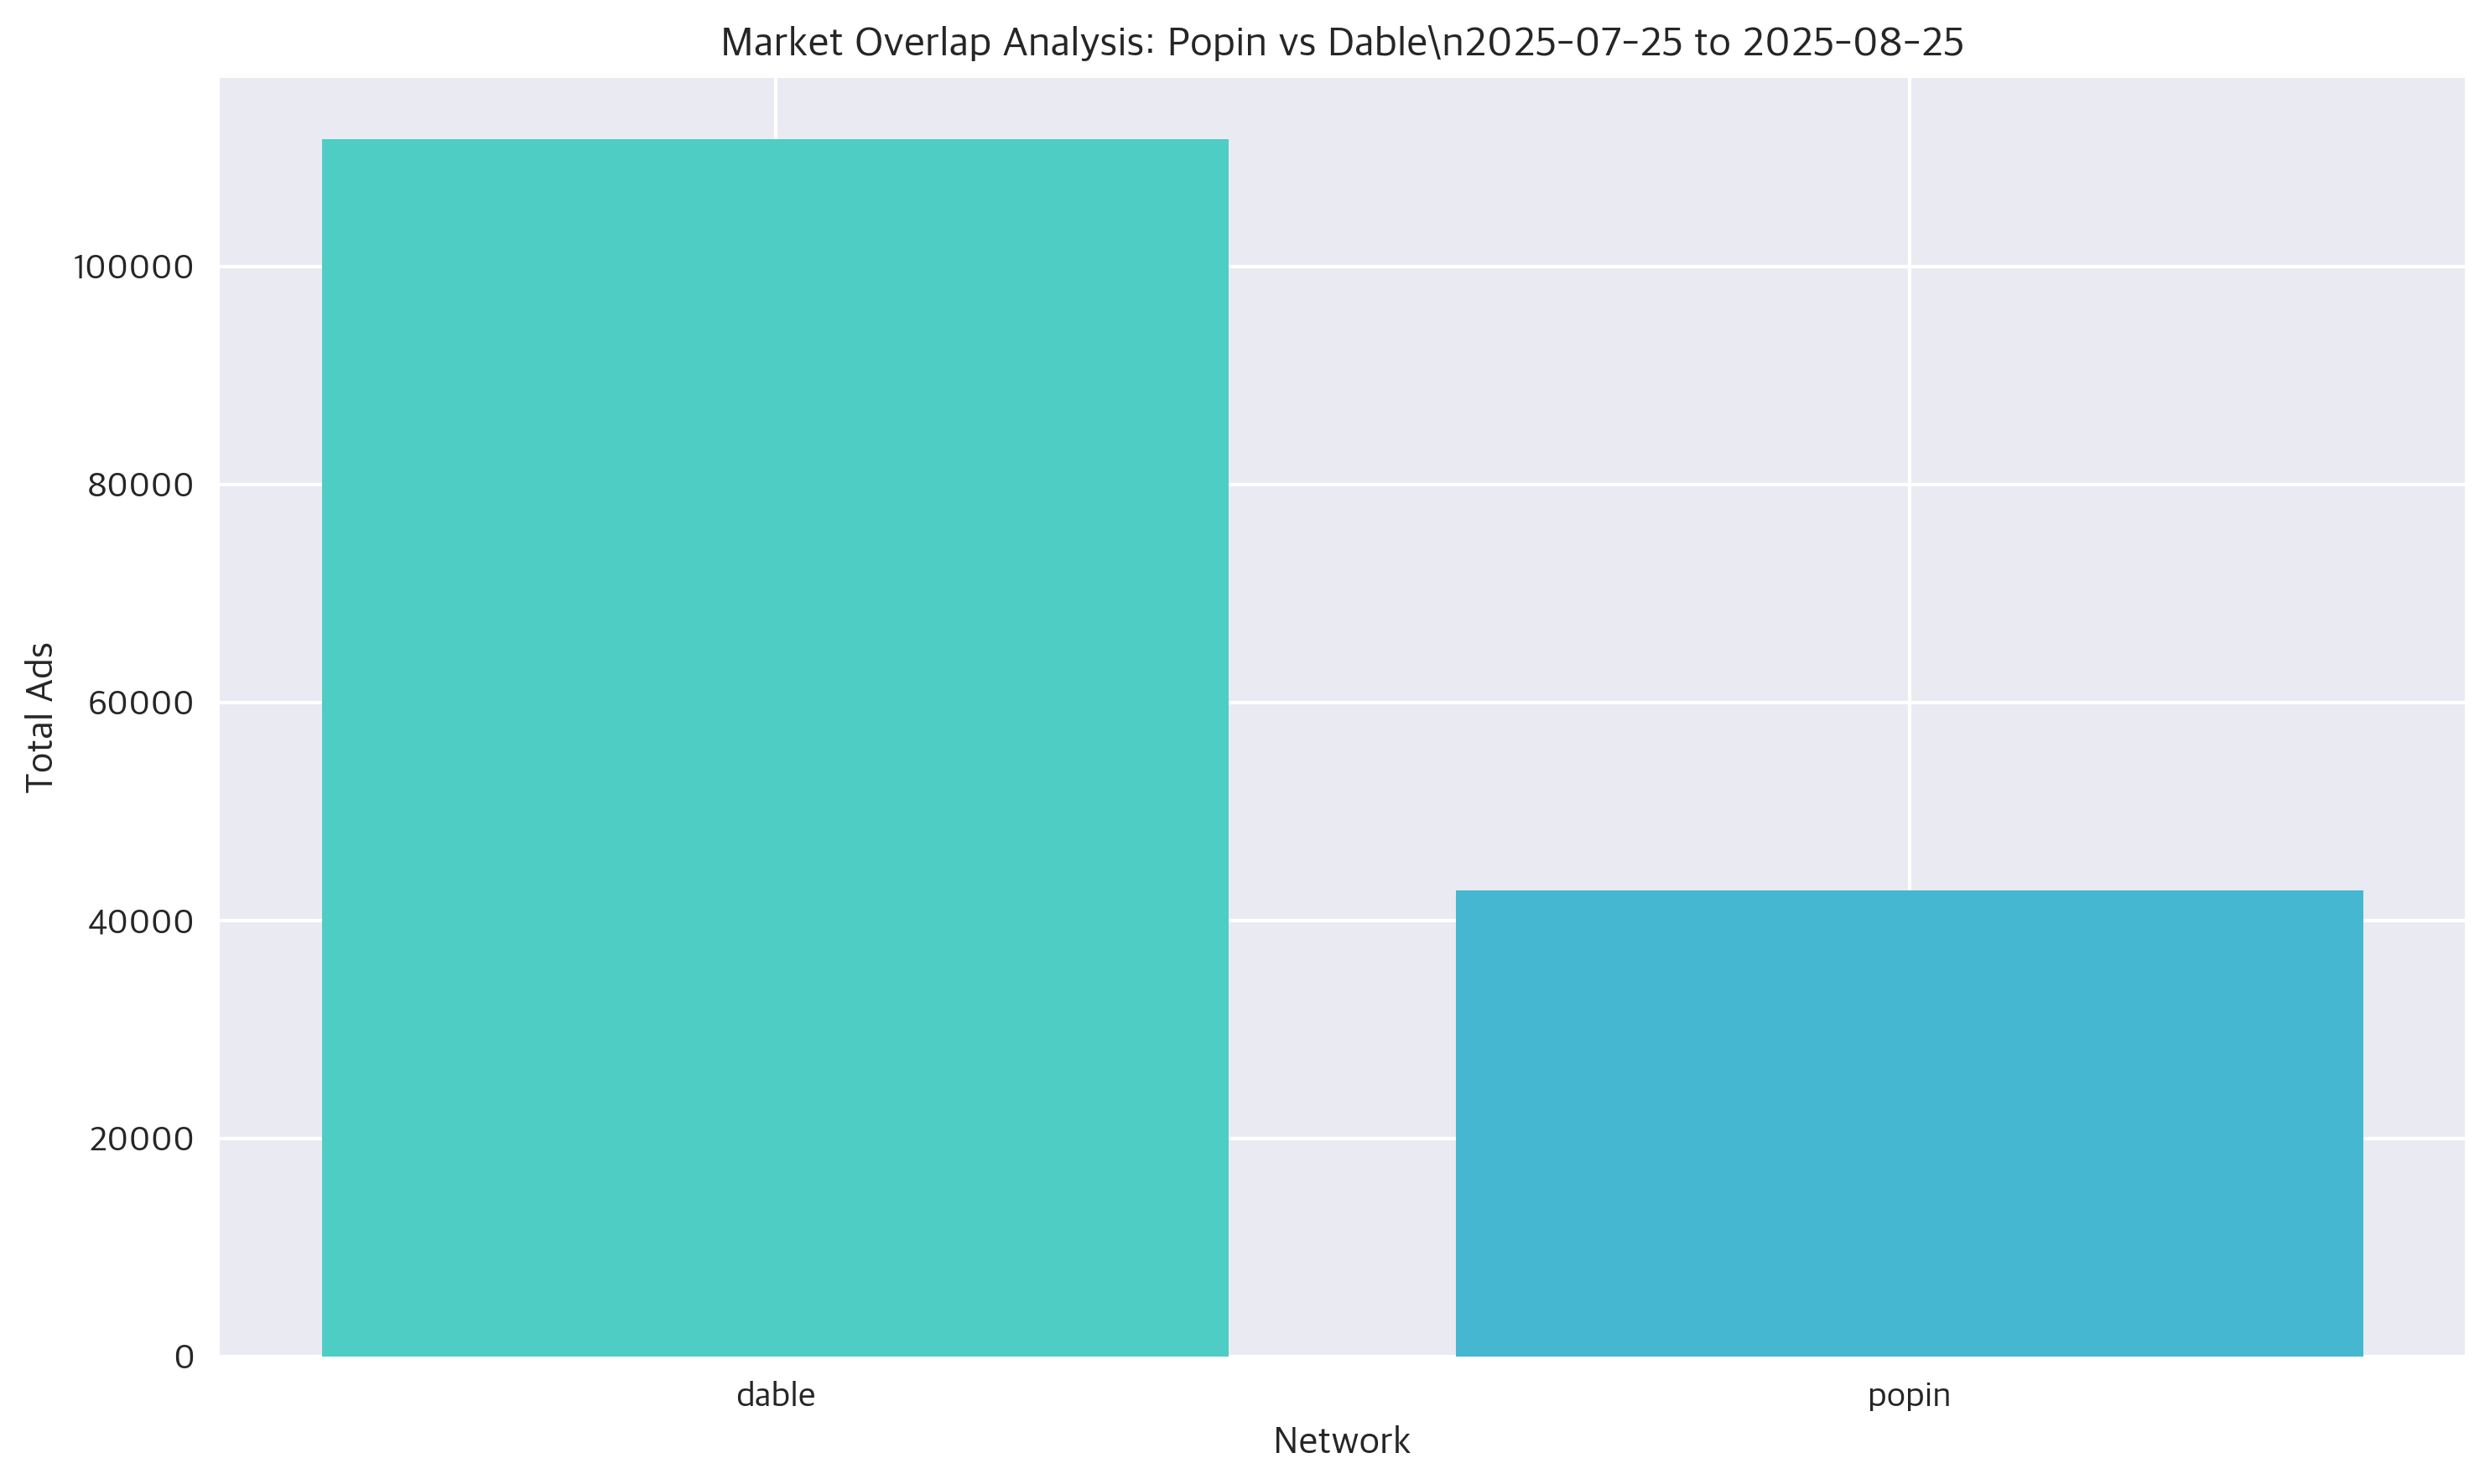 Market Overlap Analysis: Popin vs Dable\n2025-07-25 to 2025-08-25
Total Ads
100000
80000
60000
40000
20000
0
dable
popin
Network